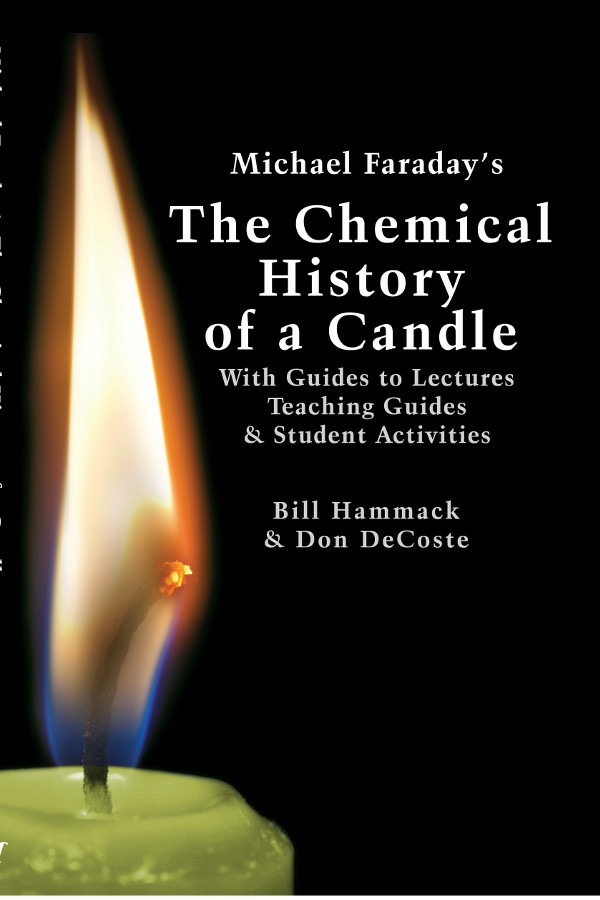 Michael Faraday's
The Chemical
History
of a Candle
With Guides to Lectures
Teaching Guides
& Student Activities
Bill Hammack
& Don DeCoste